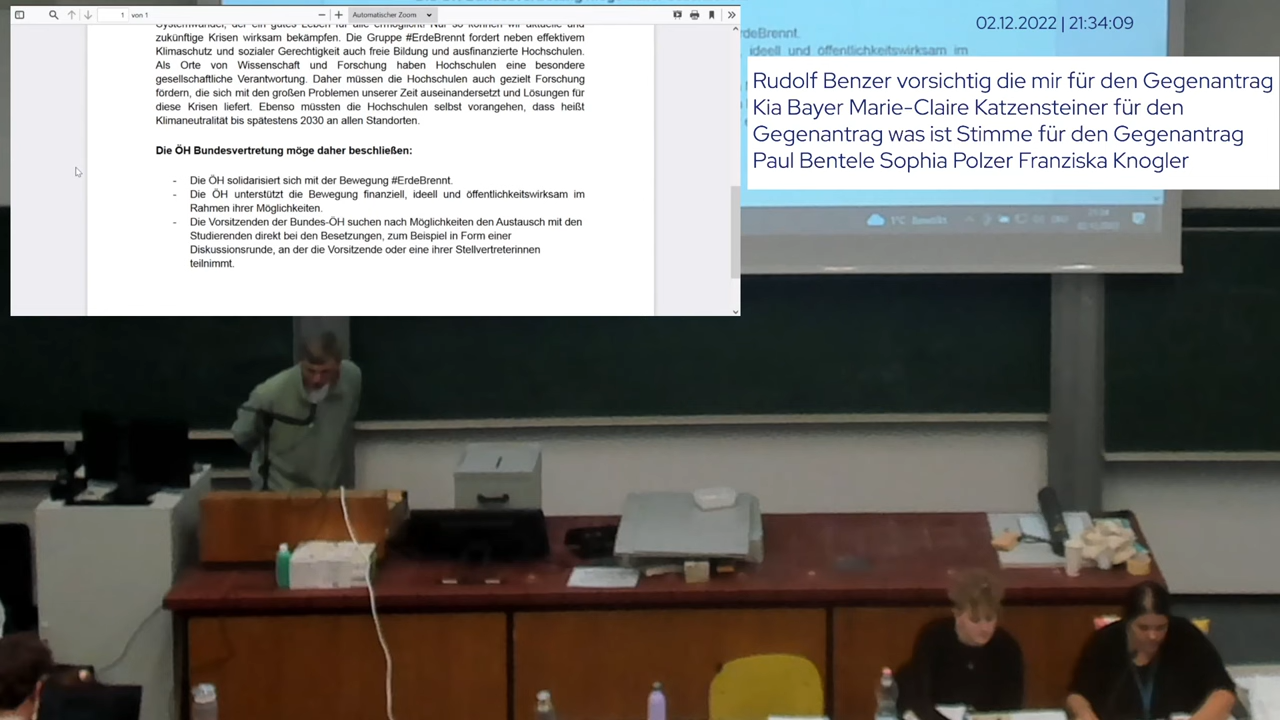 1 von 1
Automatischer Zoom
Systemwandel, der ein gutes Leben für alle ermöglicht! Nur so können wir aktuelle und
zukünftige Krisen wirksam bekämpfen. Die Gruppe #ErdeBrennt fordert neben effektivem
Klimaschutz und sozialer Gerechtigkeit auch freie Bildung und ausfinanzierte Hochschulen.
Als Orte von Wissenschaft und Forschung haben Hochschulen eine besondere
gesellschaftliche Verantwortung. Daher müssen die Hochschulen auch gezielt Forschung
fördern, die sich mit den großen Problemen unserer Zeit auseinandersetzt und Lösungen für
diese Krisen liefert. Ebenso müssten die Hochschulen selbst vorangehen, dass heißt
Klimaneutralität bis spätestens 2030 an allen Standorten.
Die ÖH Bundesvertretung möge daher beschließen:
- Die ÖH solidarisiert sich mit der Bewegung #ErdeBrennt.
- Die ÖH unterstützt die Bewegung finanziell, ideell und öffentlichkeitswirksam im
Rahmen ihrer Möglichkeiten.
- Die Vorsitzenden der Bundes-ÖH suchen nach Möglichkeiten den Austausch mit den
Studierenden direkt bei den Besetzungen, zum Beispiel in Form einer
Diskussionsrunde, an der die Vorsitzende oder eine ihrer Stellvertreterinnen
teilnimmt.
02.12.2022 | 21:34:09
ideell und öffentlichkeitswirksam im
Rudolf Benzer vorsichtig die mir für den Gegenantrag
Kia Bayer Marie-Claire Katzensteiner für den
Gegenantrag was ist Stimme für den Gegenantrag
Paul Bentele Sophia Polzer Franziska Knogler
1°C